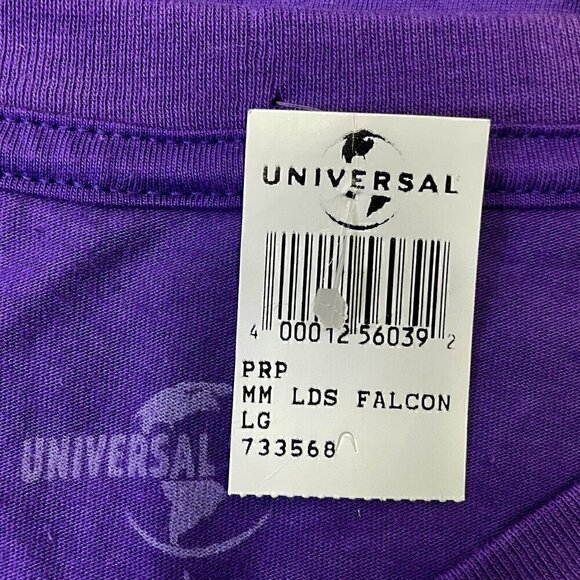 UNIVERSAL
4 00012 56039 2
PRP
MM LDS FALCON
LG
733568
UNIVERSAL